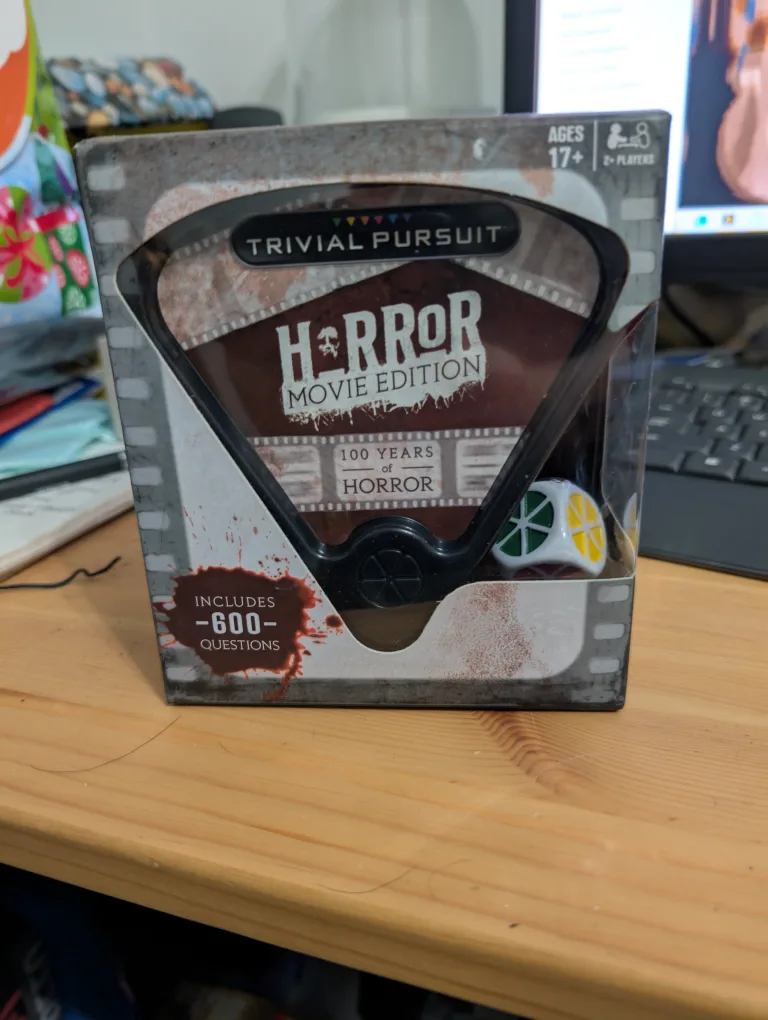 AGES
17+
2+ PLAYERS
TRIVIAL PURSUIT
HORROR
MOVIE EDITION
100 YEARS
of
HORROR
INCLUDES
-600-
QUESTIONS